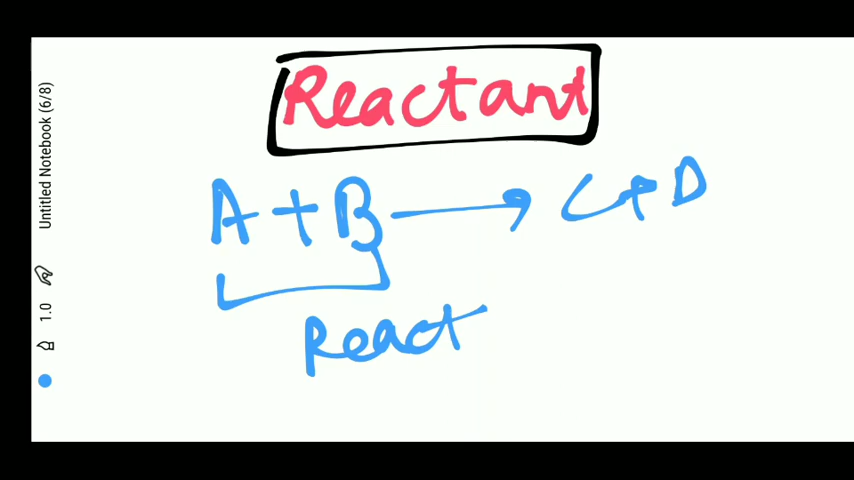 Reactant
A + B → C + D
React
Untitled Notebook (6/8)
1.0